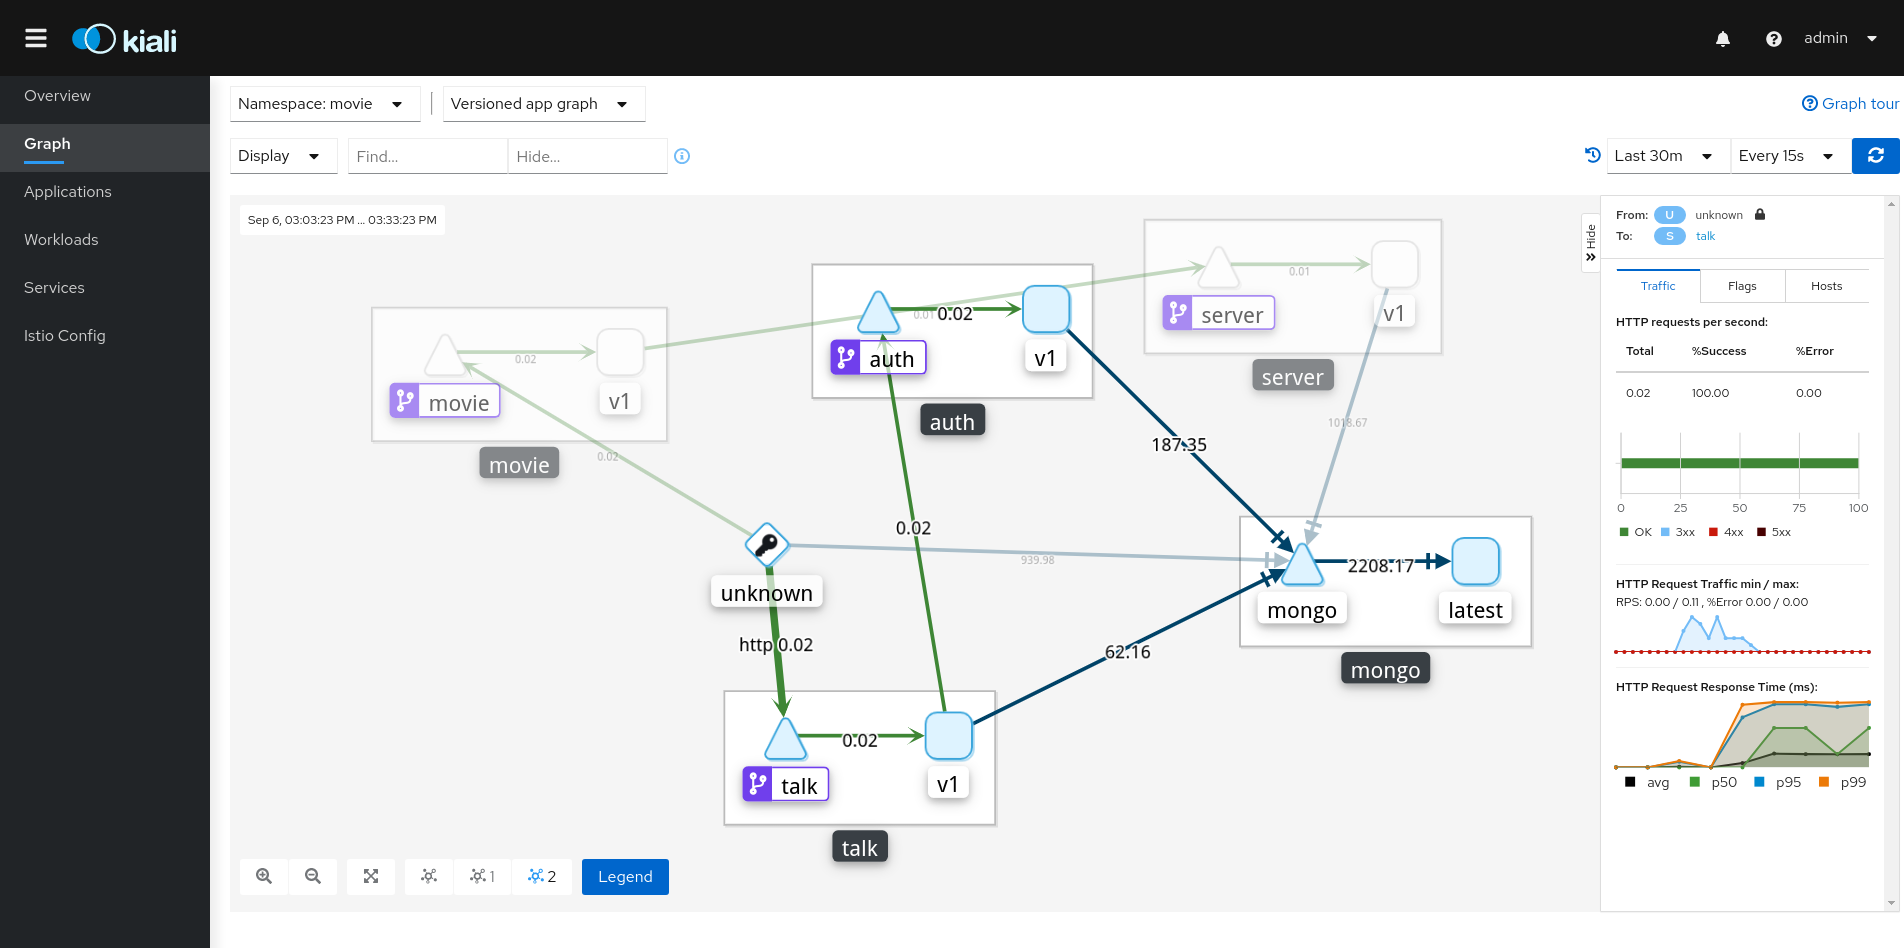 kiali
admin
Overview
Graph
Applications
Workloads
Services
Istio Config
Namespace: movie
Versioned app graph
Graph tour
Display
Find...
Hide...
Last 30m
Every 15s
Sep 6, 03:03:23 PM ... 03:33:23 PM
Hide
0.01
server
v1
server
0.01
0.02
auth
v1
auth
0.02
movie
v1
movie
0.02
187.35
1018.67
0.02
939.98
unknown
http 0.02
2208.17
mongo
latest
mongo
62.16
0.02
talk
v1
talk
1
2
Legend
From: U unknown
To: S talk
Traffic
Flags
Hosts
HTTP requests per second:
Total %Success %Error
0.02 100.00 0.00
0 25 50 75 100
OK 3xx 4xx 5xx
HTTP Request Traffic min / max:
RPS: 0.00 / 0.11 , %Error 0.00 / 0.00
HTTP Request Response Time (ms):
avg p50 p95 p99